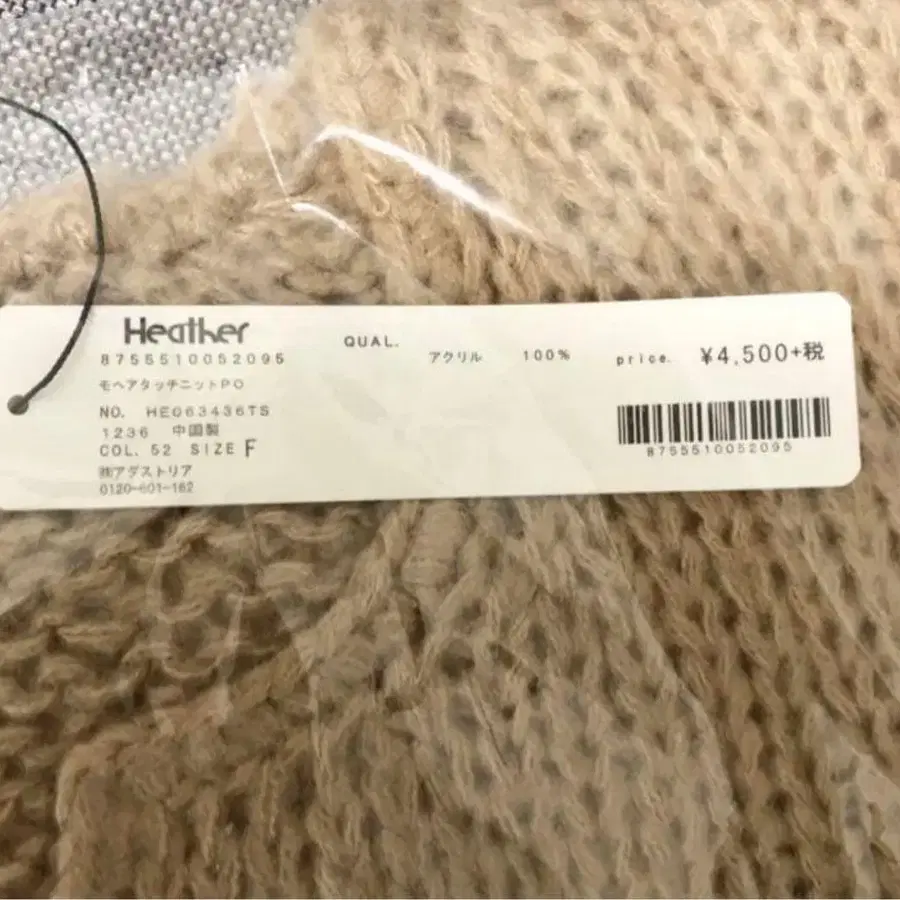 Heather
8755510052095
モヘアタッチニットPO
NO. HE063436TS
1236 中国製
COL. 52 SIZE F
㈱アダストリア
0120-601-162
QUAL.
アクリル 100%
price. ¥4,500+税
8755510052095